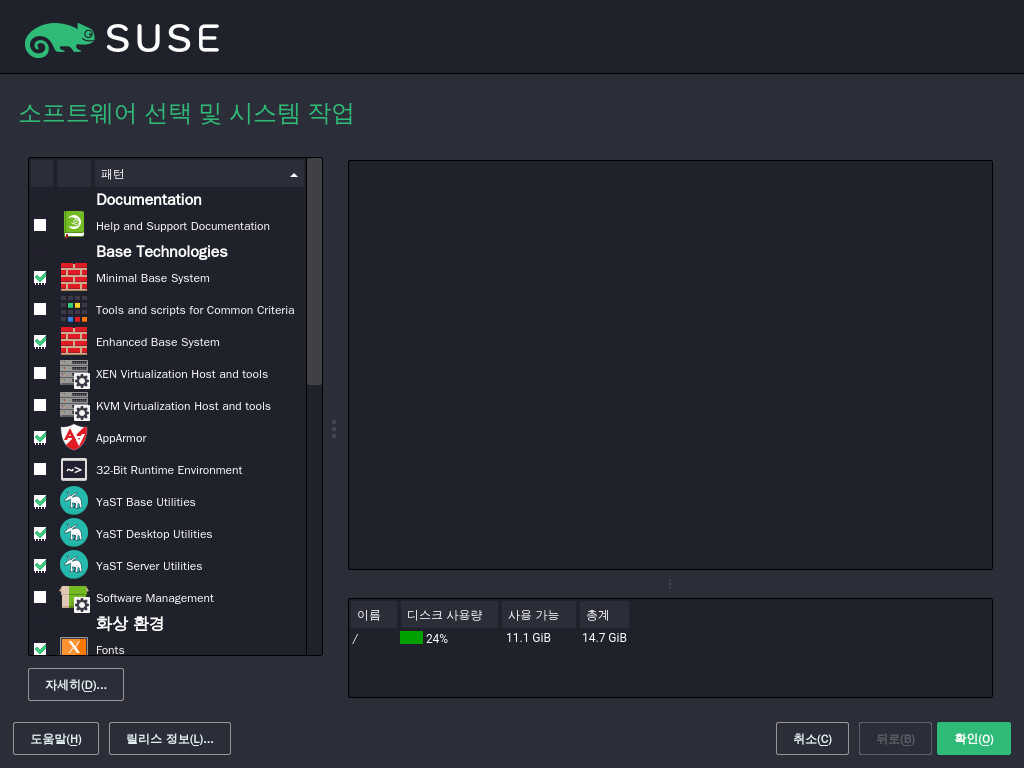 SUSE
소프트웨어 선택 및 시스템 작업
패턴
Documentation
Help and Support Documentation
Base Technologies
Minimal Base System
Tools and scripts for Common Criteria
Enhanced Base System
XEN Virtualization Host and tools
KVM Virtualization Host and tools
AppArmor
~> 32-Bit Runtime Environment
YaST Base Utilities
YaST Desktop Utilities
YaST Server Utilities
Software Management
화상 환경
X Fonts
이름 디스크 사용량 사용 가능 총계
/ 24% 11.1 GiB 14.7 GiB
자세히(D)...
도움말(H) 릴리스 정보(L)... 취소(C) 뒤로(B) 확인(O)